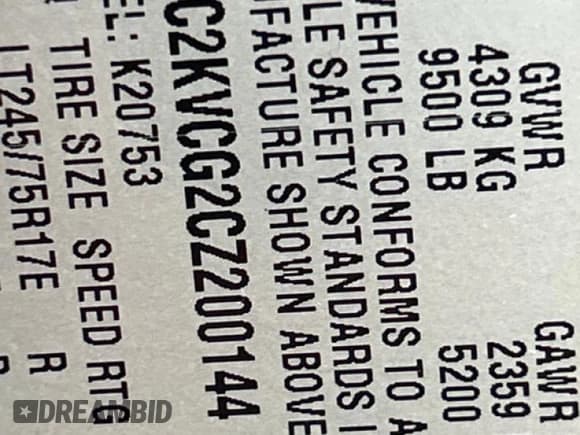 GVWR GAWR
4309 KG 2359
9500 LB 5200
VEHICLE CONFORMS TO A
LE SAFETY STANDARDS I
FACTURE SHOWN ABOVE
C2KVCG2CZ200144
EL: K20753
TIRE SIZE SPEED RTG
LT245/75R17E R
DREAMBID